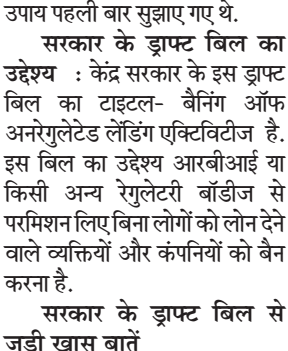 उपाय पहली बार सुझाए गए थे.
सरकार के ड्राफ्ट बिल का
उद्देश्य : केंद्र सरकार के इस ड्राफ्ट
बिल का टाइटल- बैनिंग ऑफ
अनरेगुलेटेड लेंडिंग एक्टिविटीज है.
इस बिल का उद्देश्य आरबीआई या
किसी अन्य रेगुलेटरी बॉडीज से
परमिशन लिए बिना लोगों को लोन देने
वाले व्यक्तियों और कंपनियों को बैन
करना है.
सरकार के ड्राफ्ट बिल से
जुड़ी खास बातें